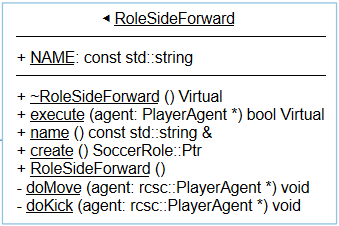 ◄ RoleSideForward
+ NAME: const std::string
+ ~RoleSideForward () Virtual
+ execute (agent: PlayerAgent *) bool Virtual
+ name () const std::string &
+ create () SoccerRole::Ptr
+ RoleSideForward ()
- doMove (agent: rcsc::PlayerAgent *) void
- doKick (agent: rcsc::PlayerAgent *) void